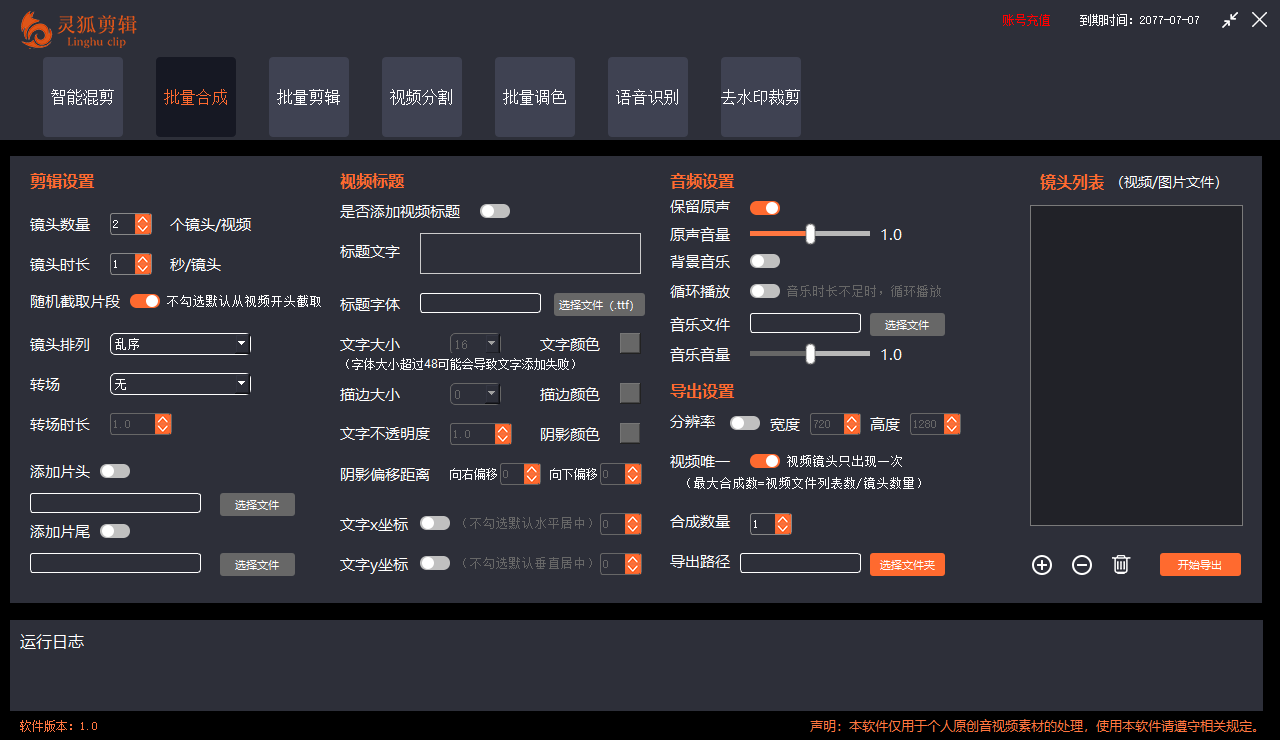 灵狐剪辑
Linghu clip
账号充值 到期时间：2077-07-07
智能混剪 批量合成 批量剪辑 视频分割 批量调色 语音识别 去水印裁剪
剪辑设置
镜头数量 2 个镜头/视频
镜头时长 1 秒/镜头
随机截取片段 不勾选默认从视频开头截取
镜头排列 乱序
转场 无
转场时长 1.0
添加片头
选择文件
添加片尾
选择文件
视频标题
是否添加视频标题
标题文字
标题字体 选择文件（.ttf）
文字大小 16 文字颜色
（字体大小超过48可能会导致文字添加失败）
描边大小 0 描边颜色
文字不透明度 1.0 阴影颜色
阴影偏移距离 向右偏移 0 向下偏移 0
文字x坐标 （不勾选默认水平居中） 0
文字y坐标 （不勾选默认垂直居中） 0
音频设置
保留原声
原声音量 1.0
背景音乐
循环播放 音乐时长不足时，循环播放
音乐文件 选择文件
音乐音量 1.0
导出设置
分辨率 宽度 720 高度 1280
视频唯一 视频镜头只出现一次
（最大合成数=视频文件列表数/镜头数量）
合成数量 1
导出路径 选择文件夹
镜头列表 （视频/图片文件）
开始导出
运行日志
软件版本：1.0
声明：本软件仅用于个人原创音视频素材的处理，使用本软件请遵守相关规定。